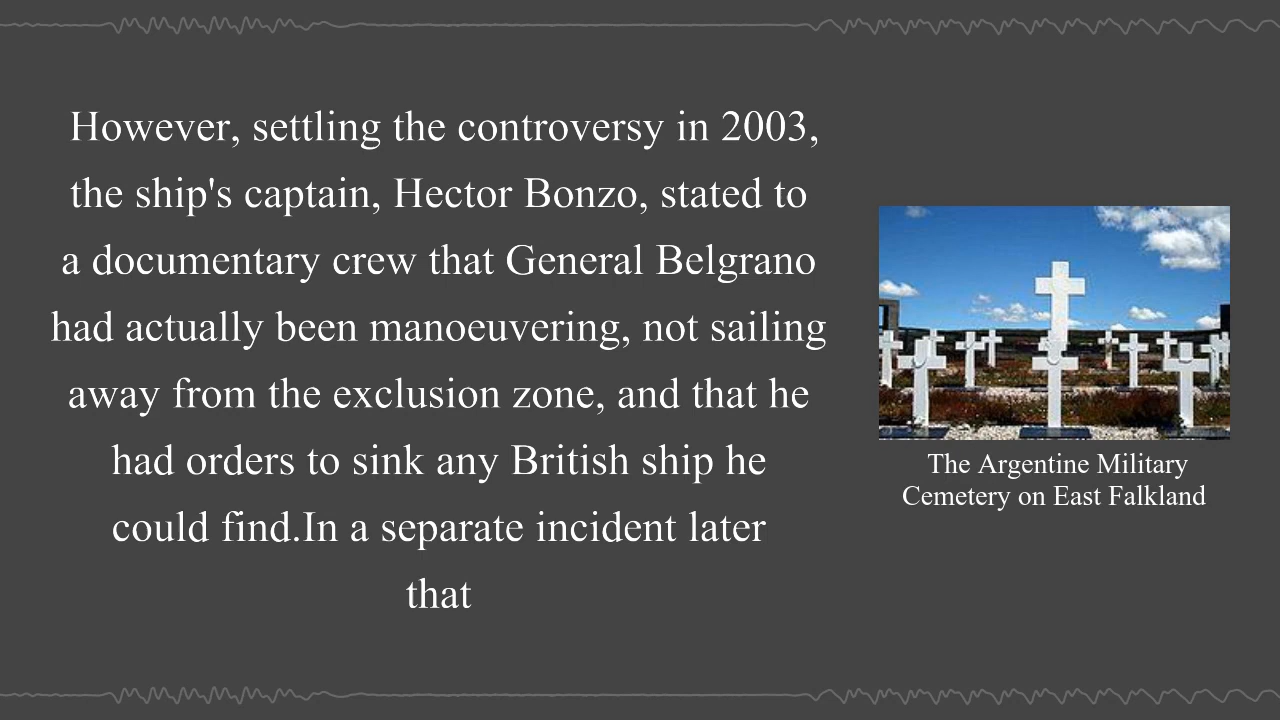 However, settling the controversy in 2003,
the ship's captain, Hector Bonzo, stated to
a documentary crew that General Belgrano
had actually been manoeuvering, not sailing
away from the exclusion zone, and that he
had orders to sink any British ship he
could find.In a separate incident later
that
The Argentine Military
Cemetery on East Falkland